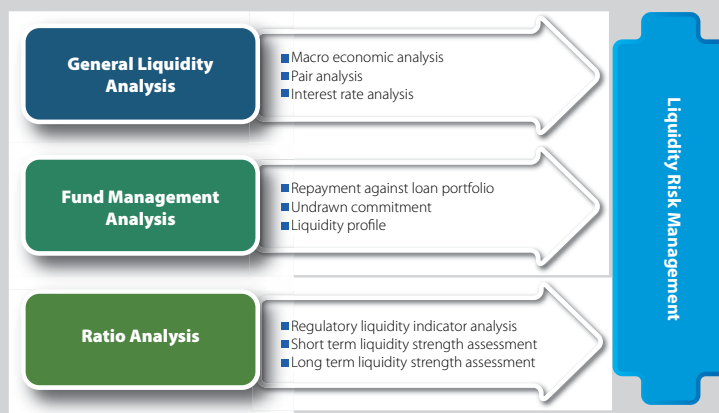 General Liquidity
Analysis
Macro economic analysis
Pair analysis
Interest rate analysis
Fund Management
Analysis
Repayment against loan portfolio
Undrawn commitment
Liquidity profile
Ratio Analysis
Regulatory liquidity indicator analysis
Short term liquidity strength assessment
Long term liquidity strength assessment
Liquidity Risk Management